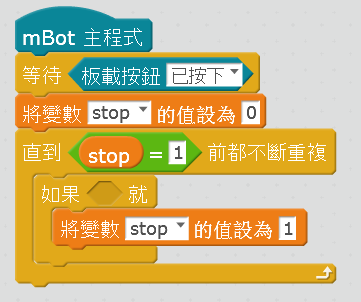 mBot 主程式
等待 板載按鈕 已按下
將變數 stop 的值設為 0
直到 stop = 1 前都不斷重複
如果 就
將變數 stop 的值設為 1